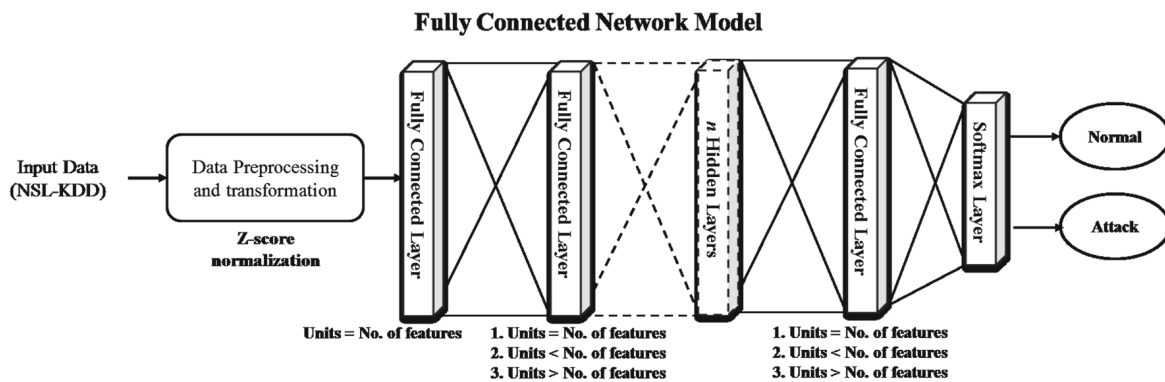 Fully Connected Network Model
Input Data
(NSL-KDD)
Data Preprocessing
and transformation
Z-score
normalization
Fully Connected Layer
Fully Connected Layer
n Hidden Layers
Fully Connected Layer
Softmax Layer
Normal
Attack
Units = No. of features
1. Units = No. of features
2. Units < No. of features
3. Units > No. of features
1. Units = No. of features
2. Units < No. of features
3. Units > No. of features